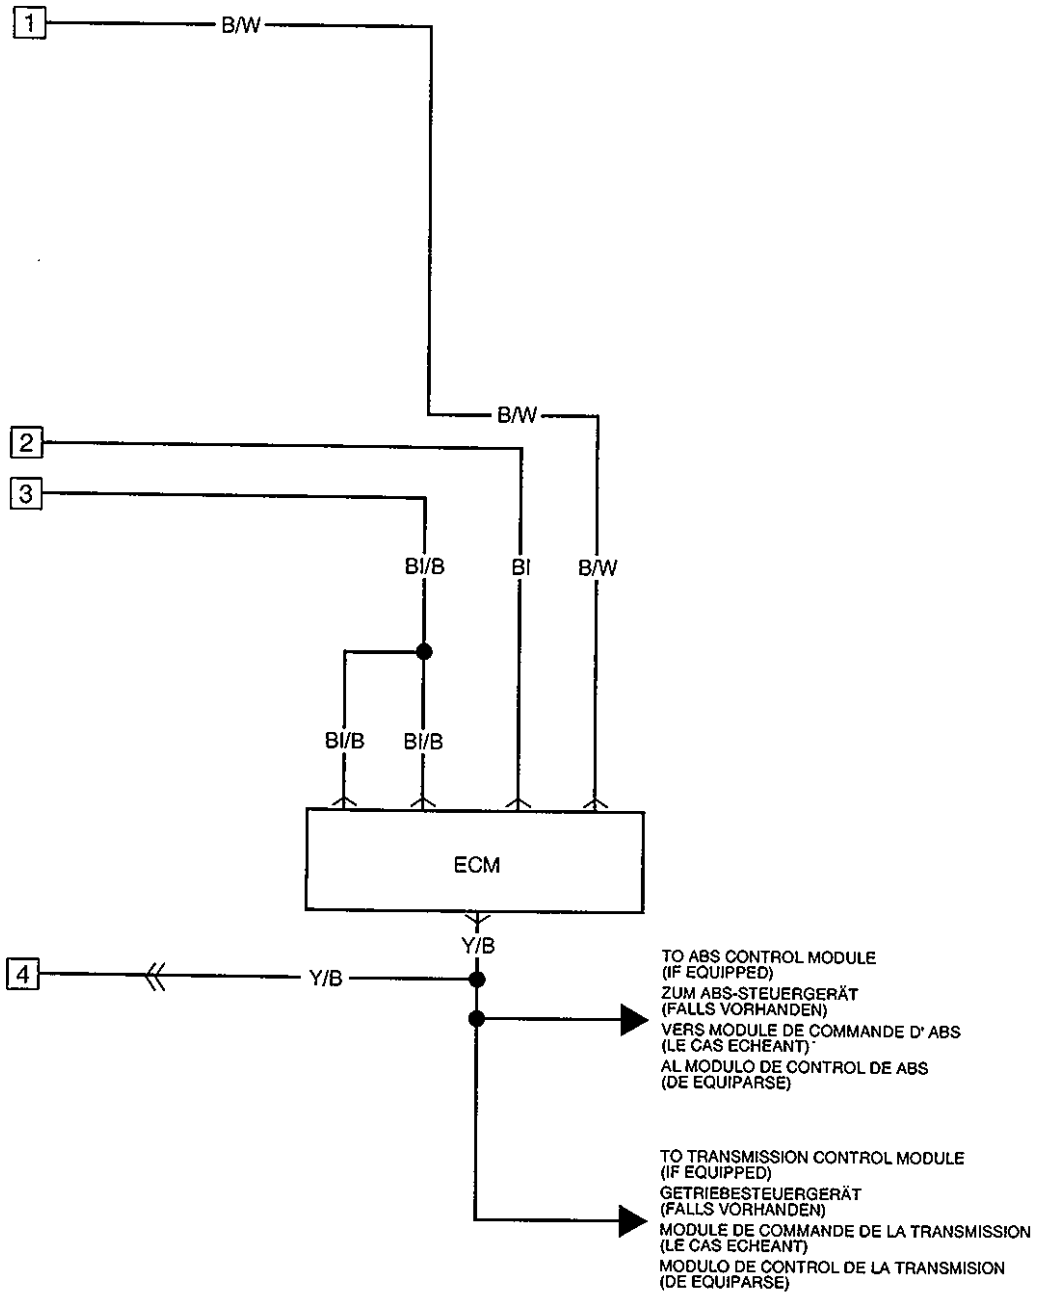 1
B/W
B/W
2
3
Bl/B
Bl
B/W
Bl/B
Bl/B
ECM
Y/B
4
Y/B
TO ABS CONTROL MODULE
(IF EQUIPPED)
ZUM ABS-STEUERGERÄT
(FALLS VORHANDEN)
VERS MODULE DE COMMANDE D' ABS
(LE CAS ECHEANT)
AL MODULO DE CONTROL DE ABS
(DE EQUIPARSE)
TO TRANSMISSION CONTROL MODULE
(IF EQUIPPED)
GETRIEBESTEUERGERÄT
(FALLS VORHANDEN)
MODULE DE COMMANDE DE LA TRANSMISSION
(LE CAS ECHEANT)
MODULO DE CONTROL DE LA TRANSMISION
(DE EQUIPARSE)